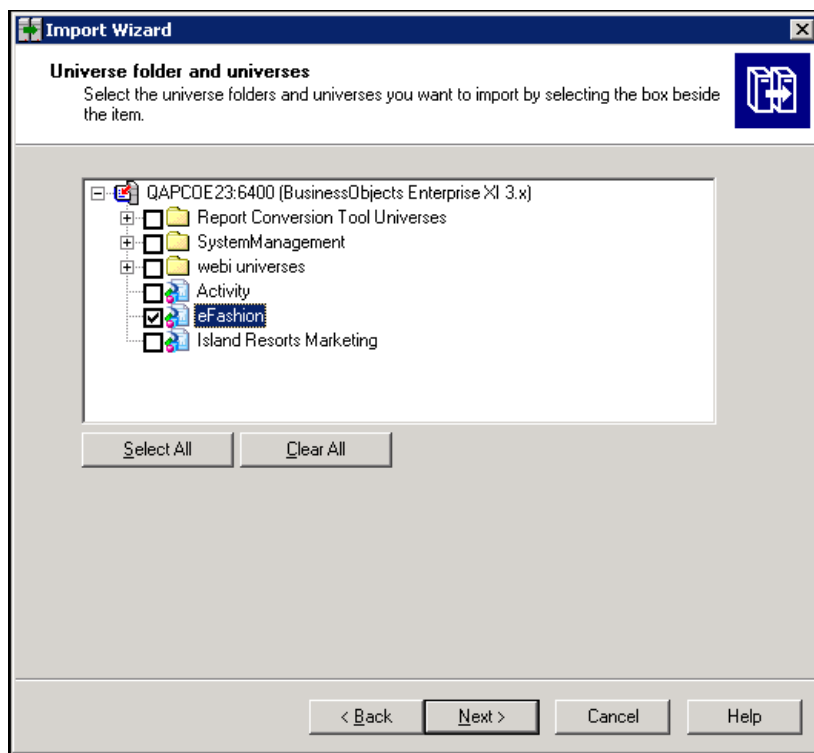 Import Wizard
Universe folder and universes
Select the universe folders and universes you want to import by selecting the box beside
the item.
QAPCOE23:6400 (BusinessObjects Enterprise XI 3.x)
Report Conversion Tool Universes
SystemManagement
webi universes
Activity
eFashion
Island Resorts Marketing
Select All Clear All
< Back Next > Cancel Help